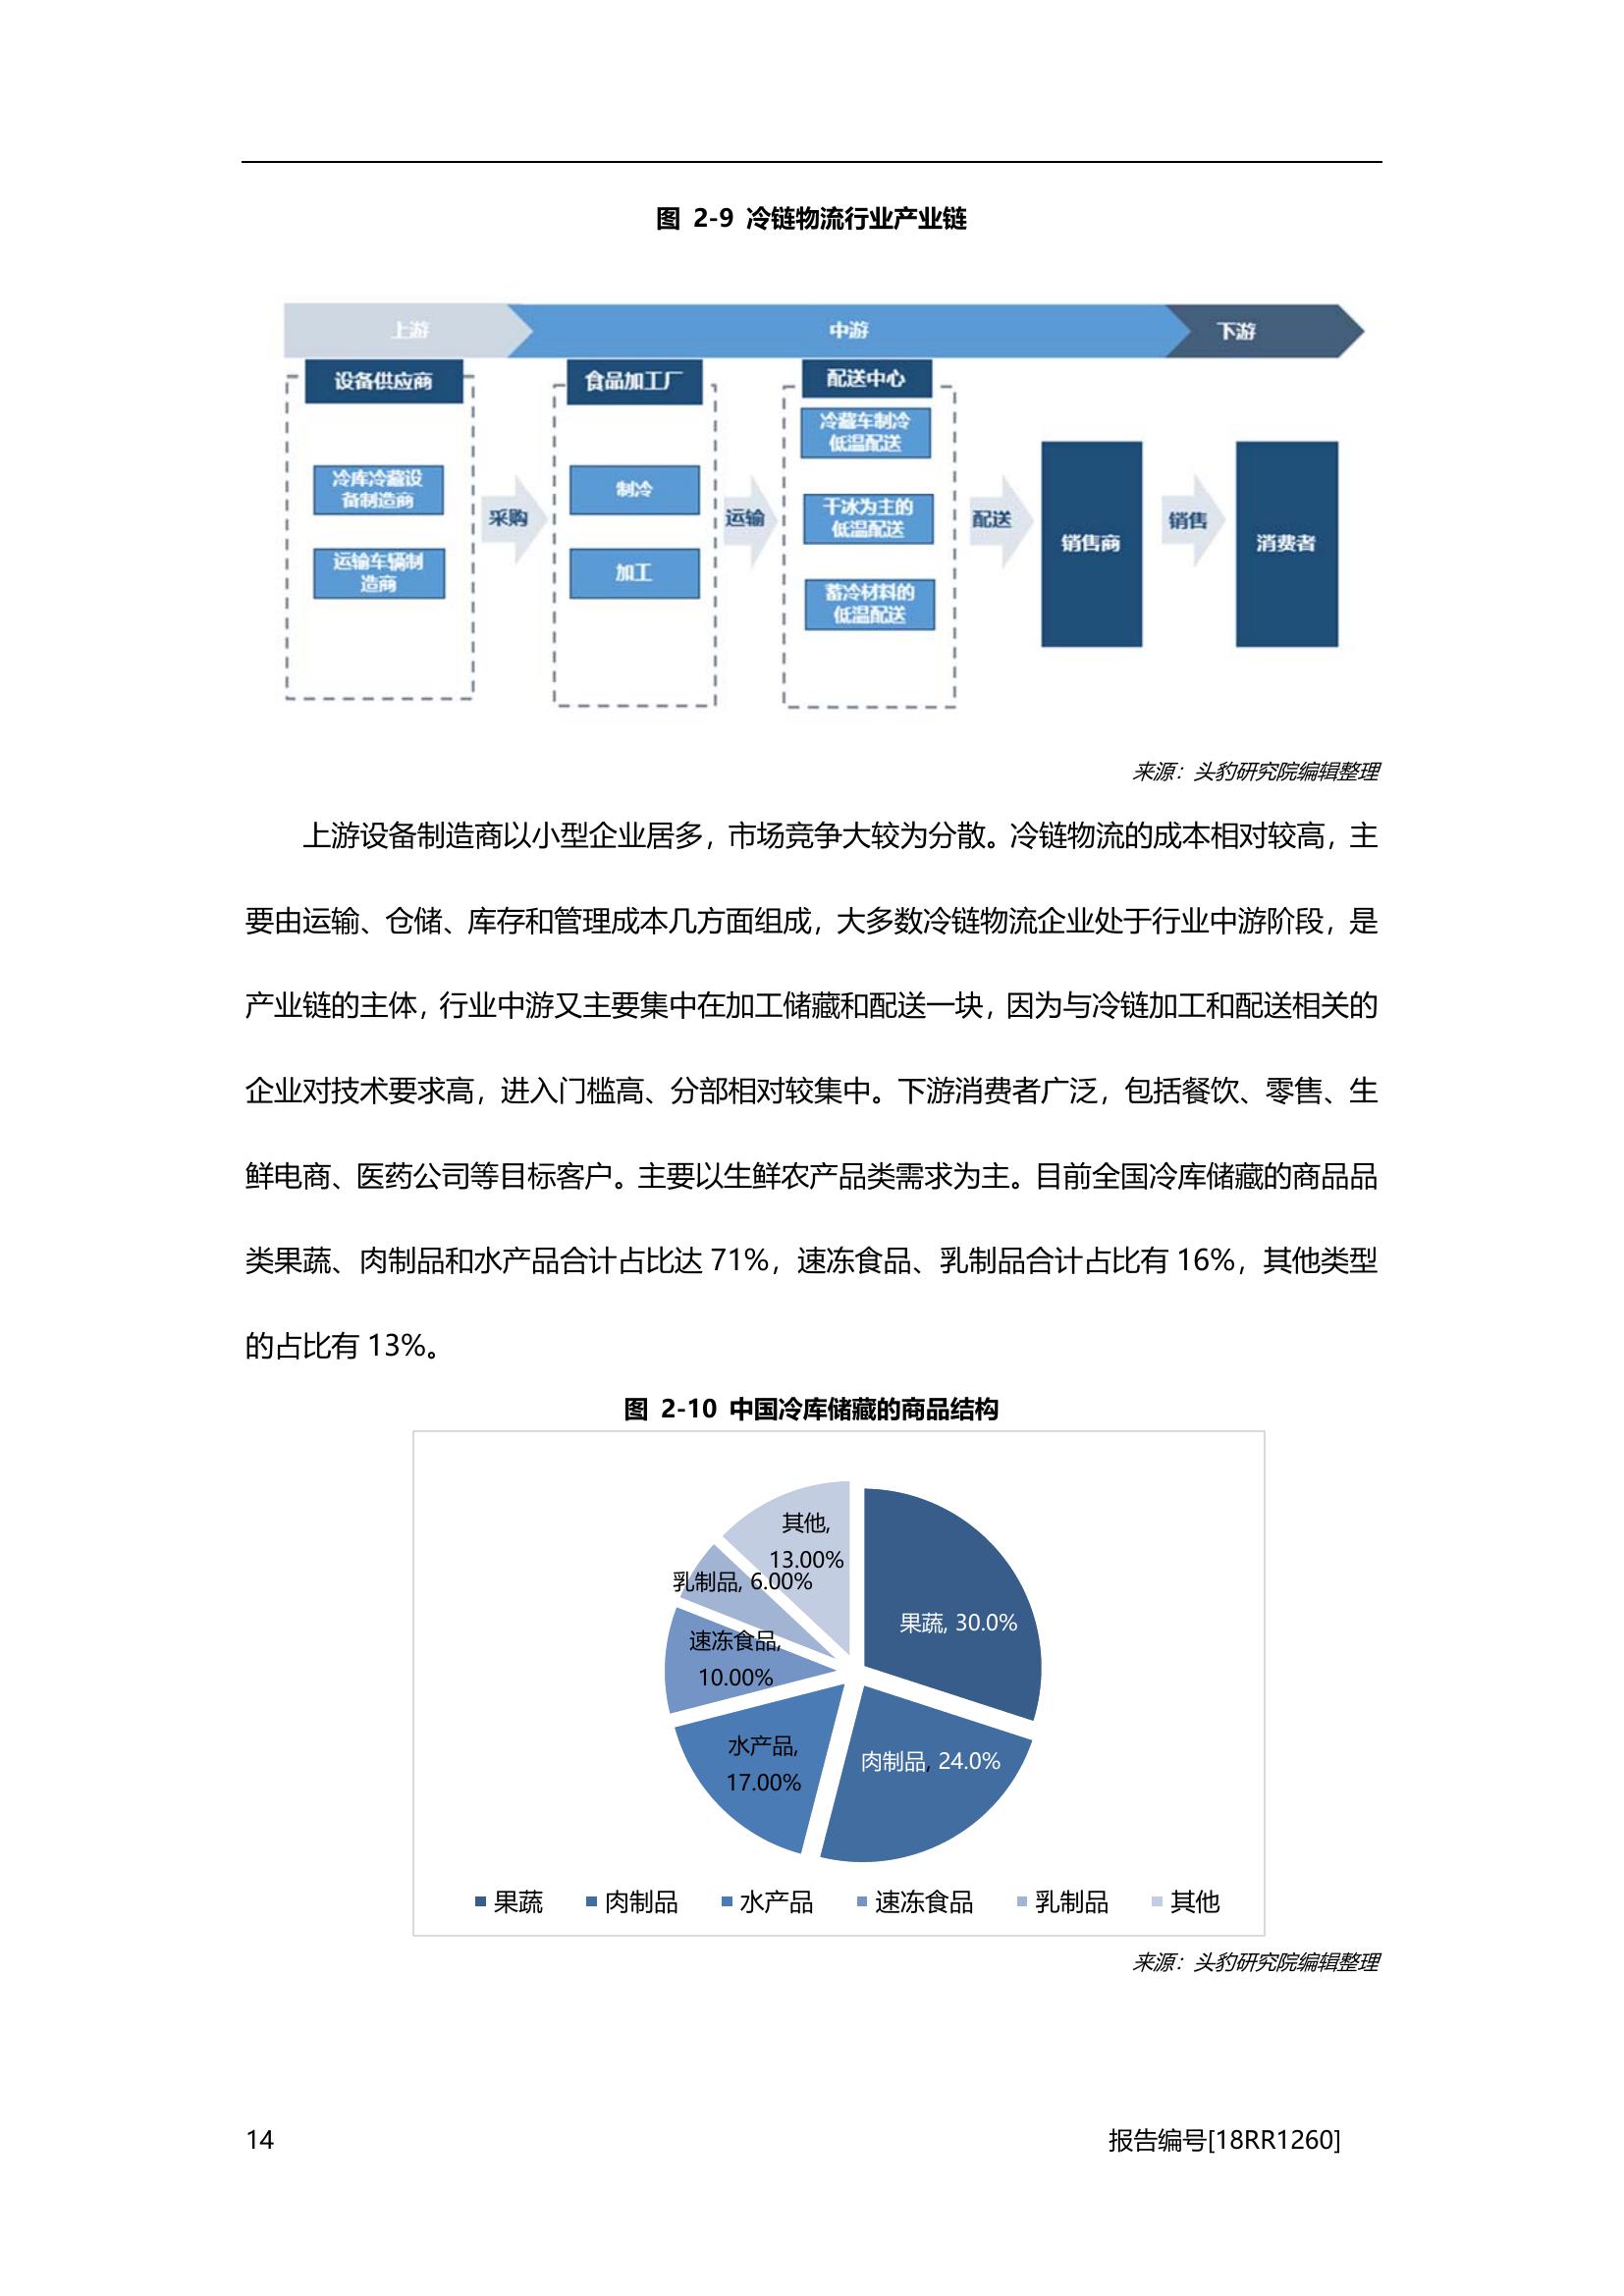 图 2-9 冷链物流行业产业链
上游
中游
下游
设备供应商
冷库冷藏设
备制造商
运输车辆制
造商
采购
食品加工厂
制冷
加工
运输
配送中心
冷藏车制冷
低温配送
干冰为主的
低温配送
蓄冷材料的
低温配送
配送
销售商
销售
消费者
来源：头豹研究院编辑整理
上游设备制造商以小型企业居多，市场竞争大较为分散。冷链物流的成本相对较高，主
要由运输、仓储、库存和管理成本几方面组成，大多数冷链物流企业处于行业中游阶段，是
产业链的主体，行业中游又主要集中在加工储藏和配送一块，因为与冷链加工和配送相关的
企业对技术要求高，进入门槛高、分部相对较集中。下游消费者广泛，包括餐饮、零售、生
鲜电商、医药公司等目标客户。主要以生鲜农产品类需求为主。目前全国冷库储藏的商品品
类果蔬、肉制品和水产品合计占比达 71%，速冻食品、乳制品合计占比有 16%，其他类型
的占比有 13%。
图 2-10 中国冷库储藏的商品结构
其他,
13.00%
乳制品, 6.00%
果蔬, 30.0%
速冻食品,
10.00%
水产品,
17.00%
肉制品, 24.0%
果蔬 肉制品 水产品 速冻食品 乳制品 其他
来源：头豹研究院编辑整理
14 报告编号[18RR1260]